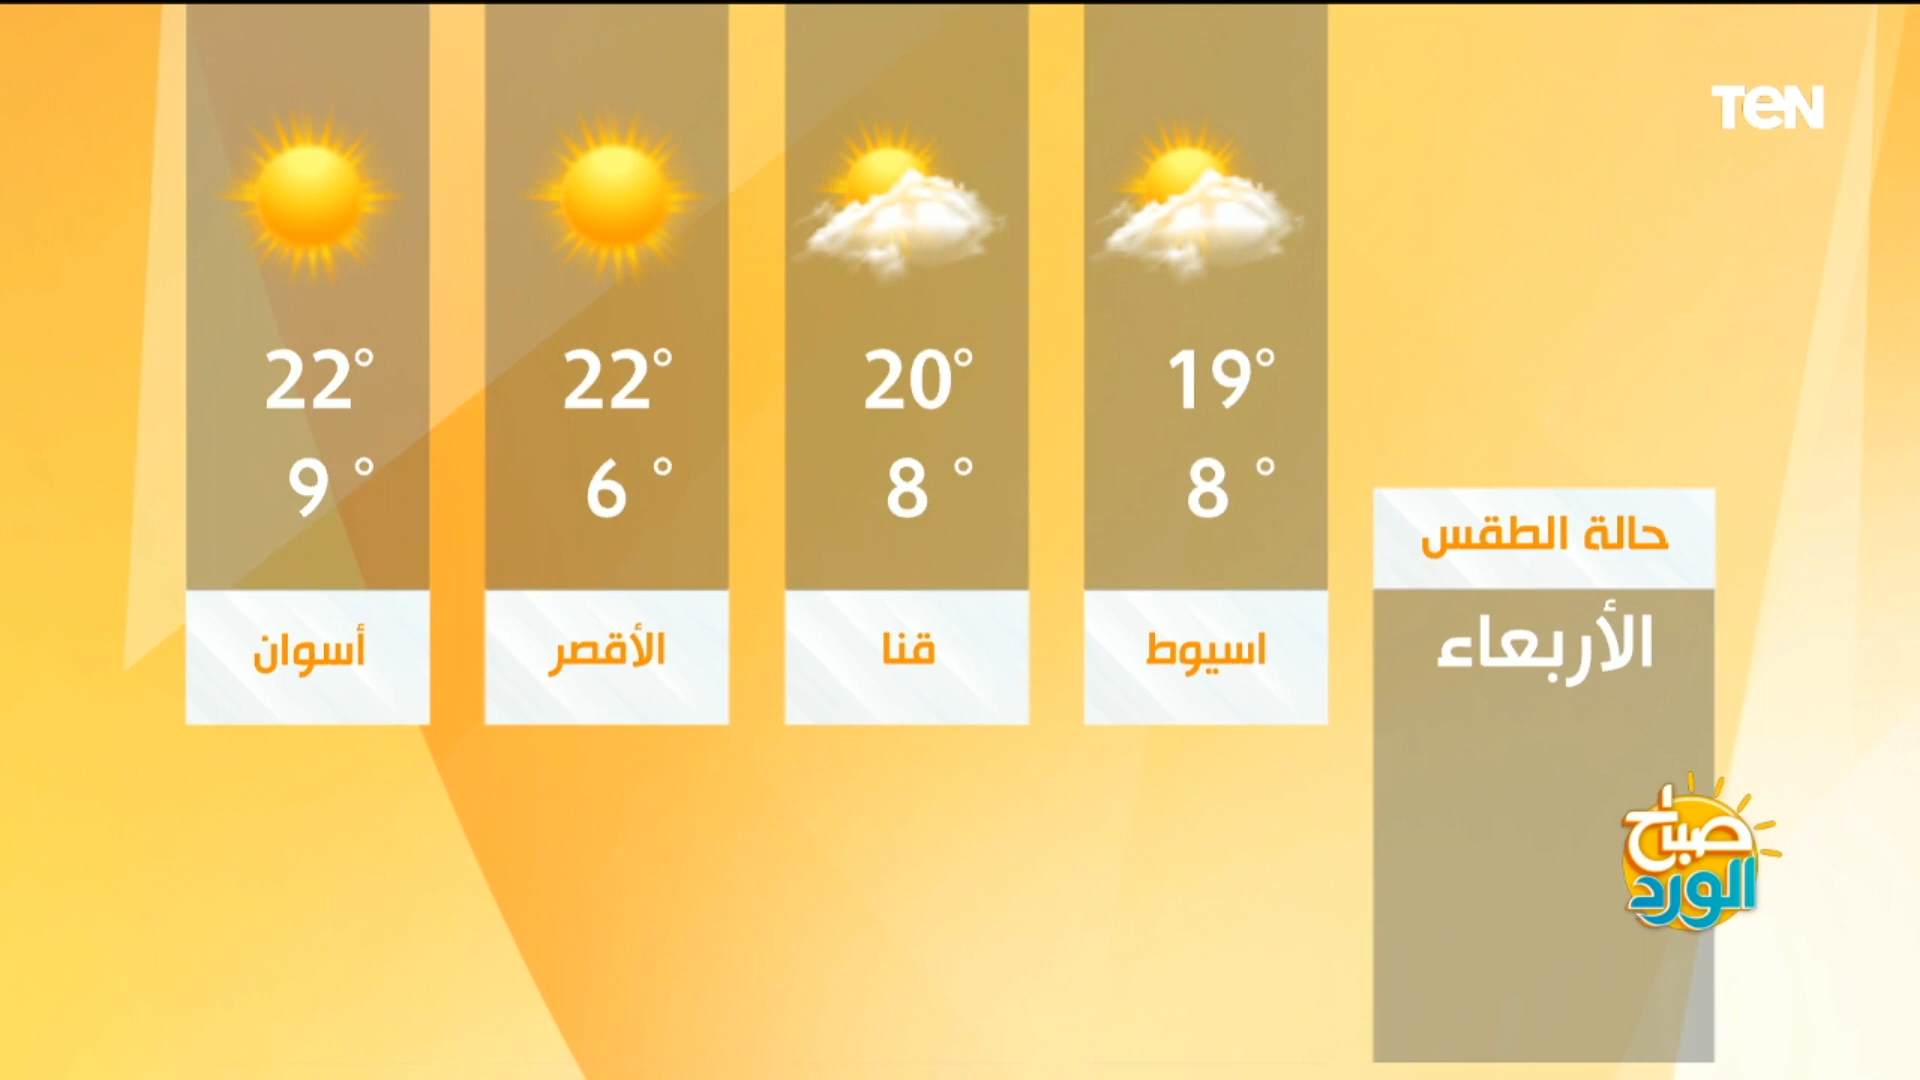 TEN
حالة الطقس
الأربعاء
19°
8°
اسيوط
20°
8°
قنا
22°
6°
الأقصر
22°
9°
أسوان
صباح
الورد